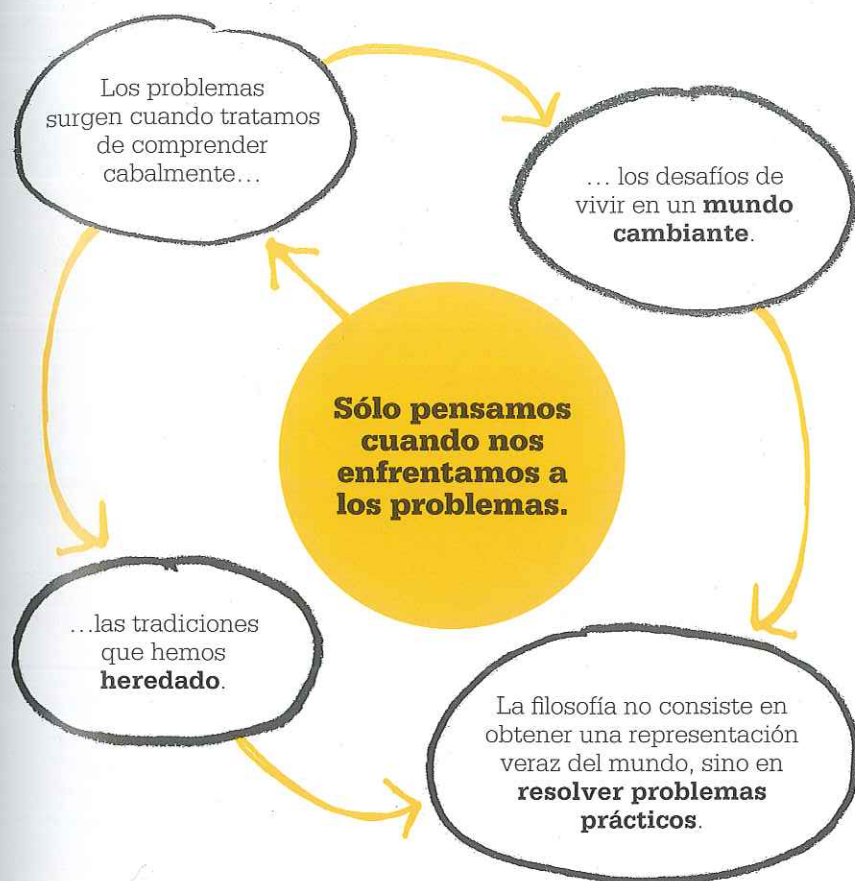 Los problemas
surgen cuando tratamos
de comprender
cabalmente...
... los desafíos de
vivir en un mundo
cambiante.
Sólo pensamos
cuando nos
enfrentamos a
los problemas.
...las tradiciones
que hemos
heredado.
La filosofía no consiste en
obtener una representación
veraz del mundo, sino en
resolver problemas
prácticos.